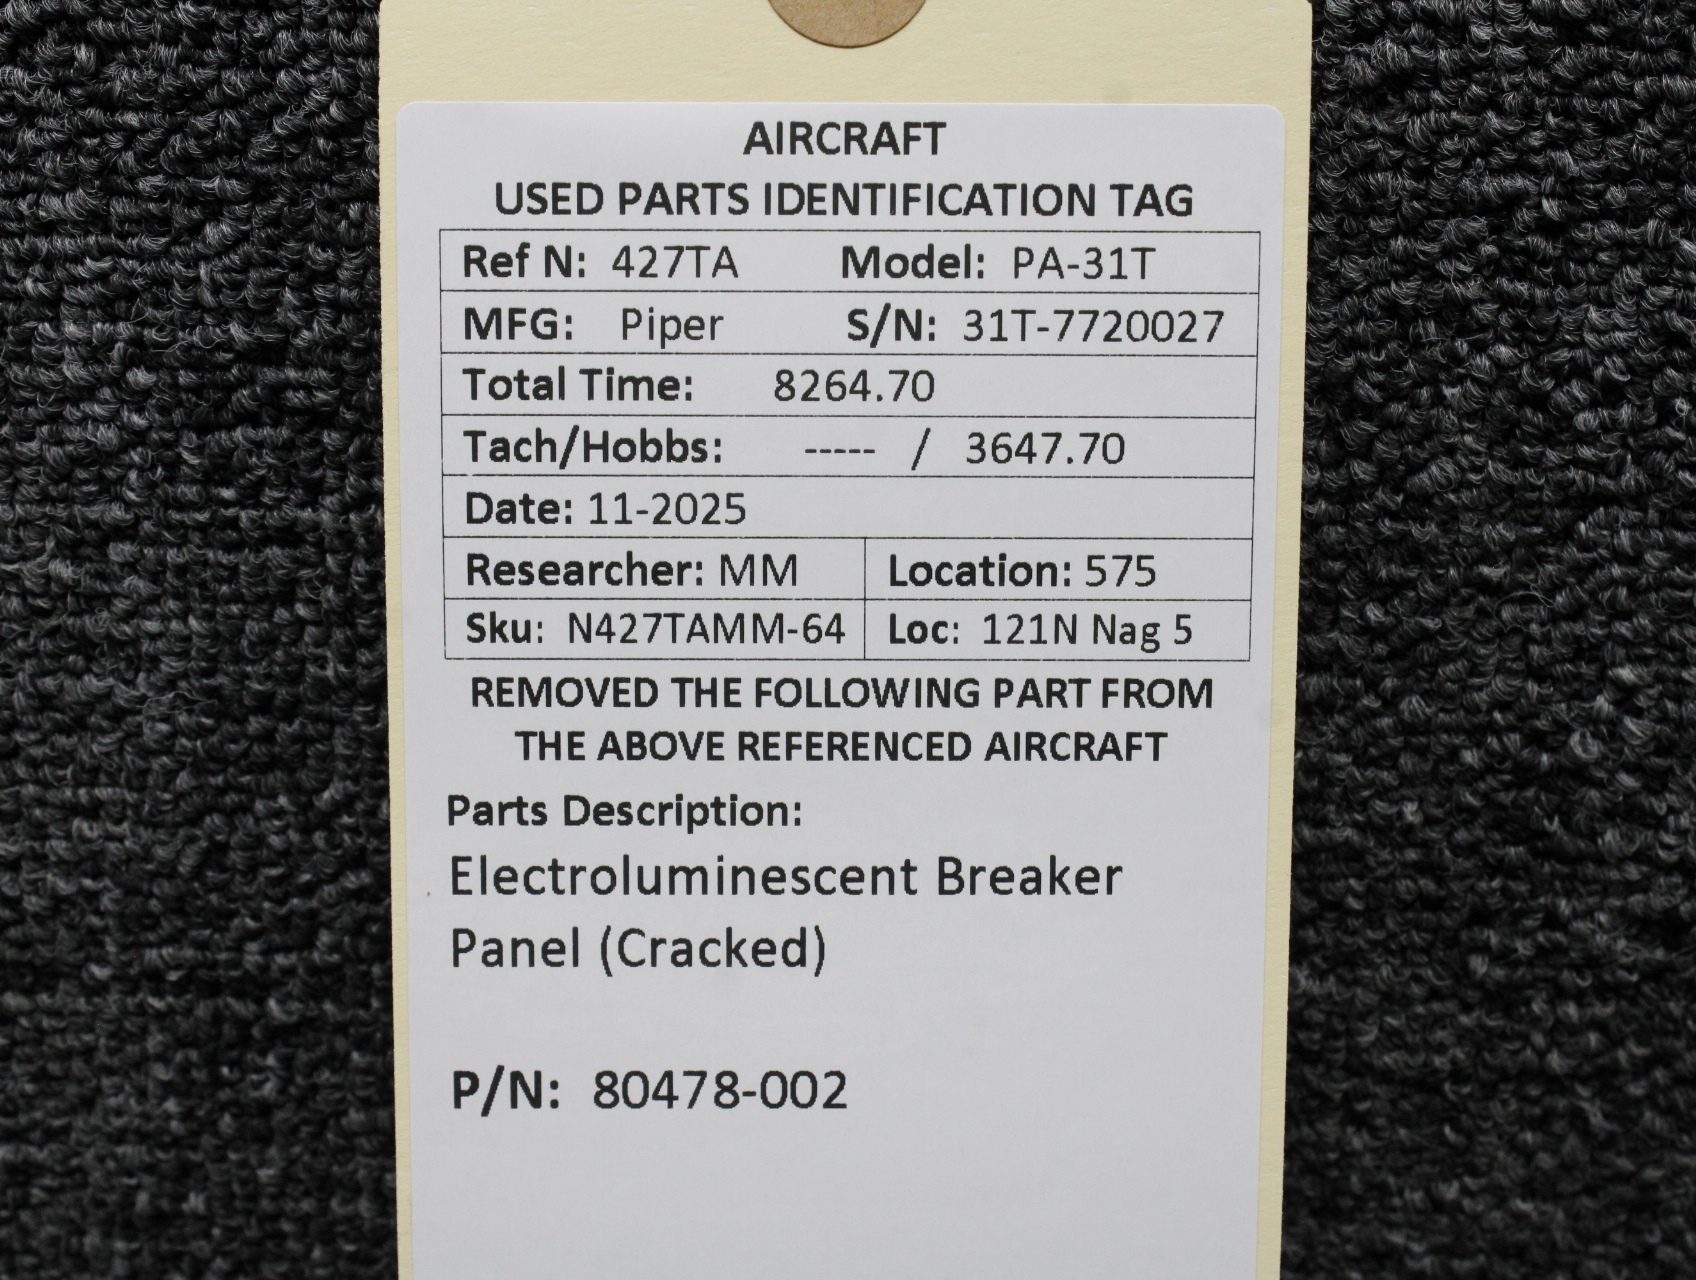 AIRCRAFT
USED PARTS IDENTIFICATION TAG
Ref N: 427TA Model: PA-31T
MFG: Piper S/N: 31T-7720027
Total Time: 8264.70
Tach/Hobbs: ----- / 3647.70
Date: 11-2025
Researcher: MM Location: 575
Sku: N427TAMM-64 Loc: 121N Nag 5
REMOVED THE FOLLOWING PART FROM
THE ABOVE REFERENCED AIRCRAFT
Parts Description:
Electroluminescent Breaker
Panel (Cracked)
P/N: 80478-002